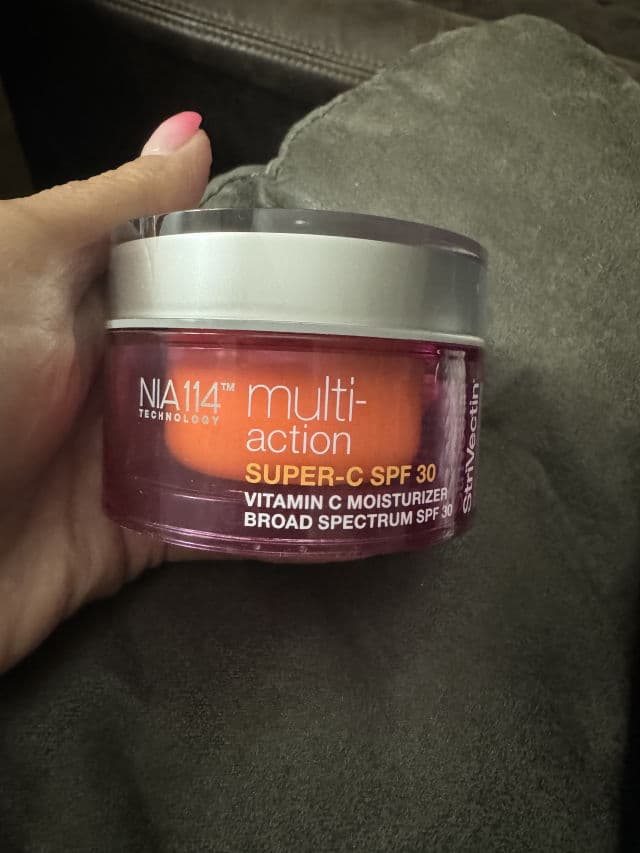 NIA114™
TECHNOLOGY
multi-
action
SUPER-C SPF 30
VITAMIN C MOISTURIZER
BROAD SPECTRUM SPF 30
StriVectin